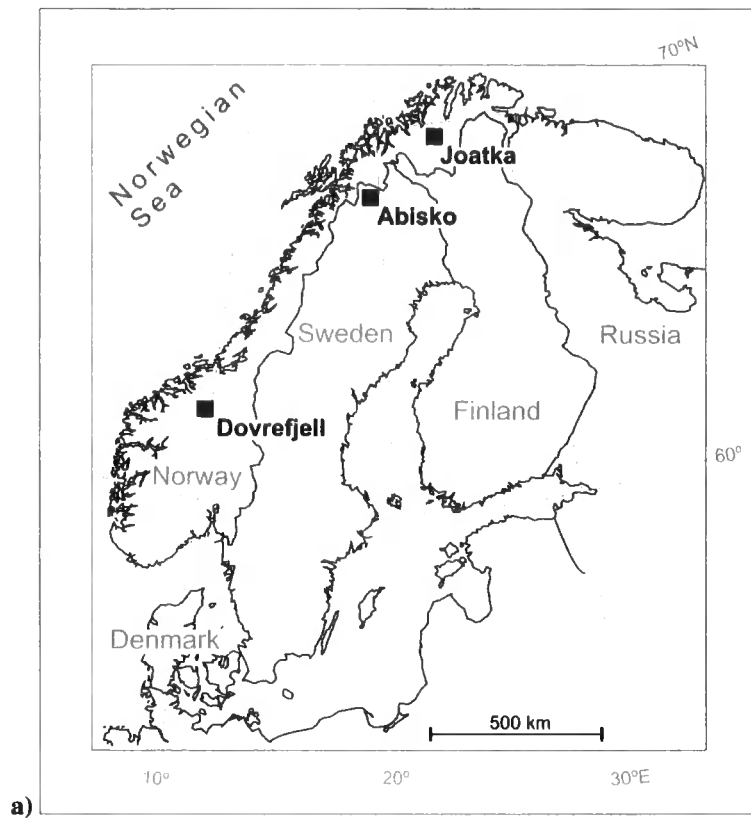 70°N
Norwegian
Sea
Joatka
Abisko
Sweden
Russia
Dovrefjell
Finland
Norway
60°
Denmark
500 km
10°
20°
30°E
a)